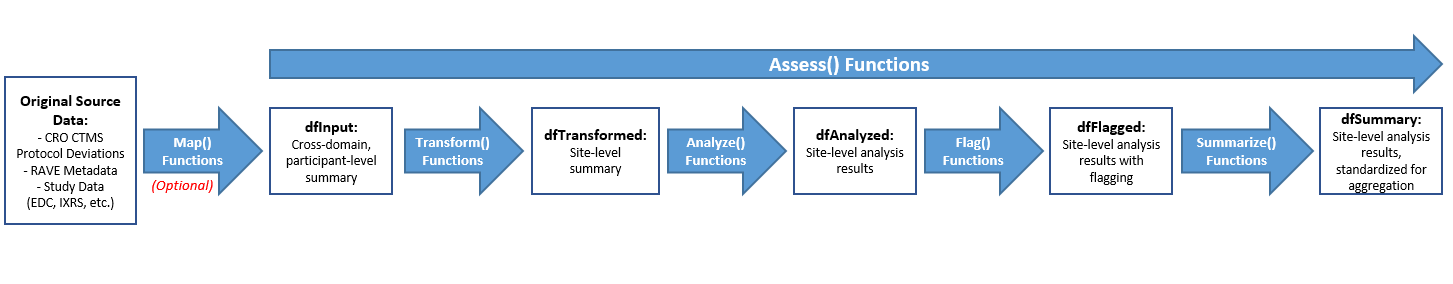 Assess() Functions
Original Source
Data:
- CRO CTMS
Protocol Deviations
- RAVE Metadata
- Study Data
(EDC, IXRS, etc.)
Map()
Functions
(Optional)
dfInput:
Cross-domain,
participant-level
summary
Transform()
Functions
dfTransformed:
Site-level
summary
Analyze()
Functions
dfAnalyzed:
Site-level analysis
results
Flag()
Functions
dfFlagged:
Site-level analysis
results with
flagging
Summarize()
Functions
dfSummary:
Site-level analysis
results,
standardized for
aggregation